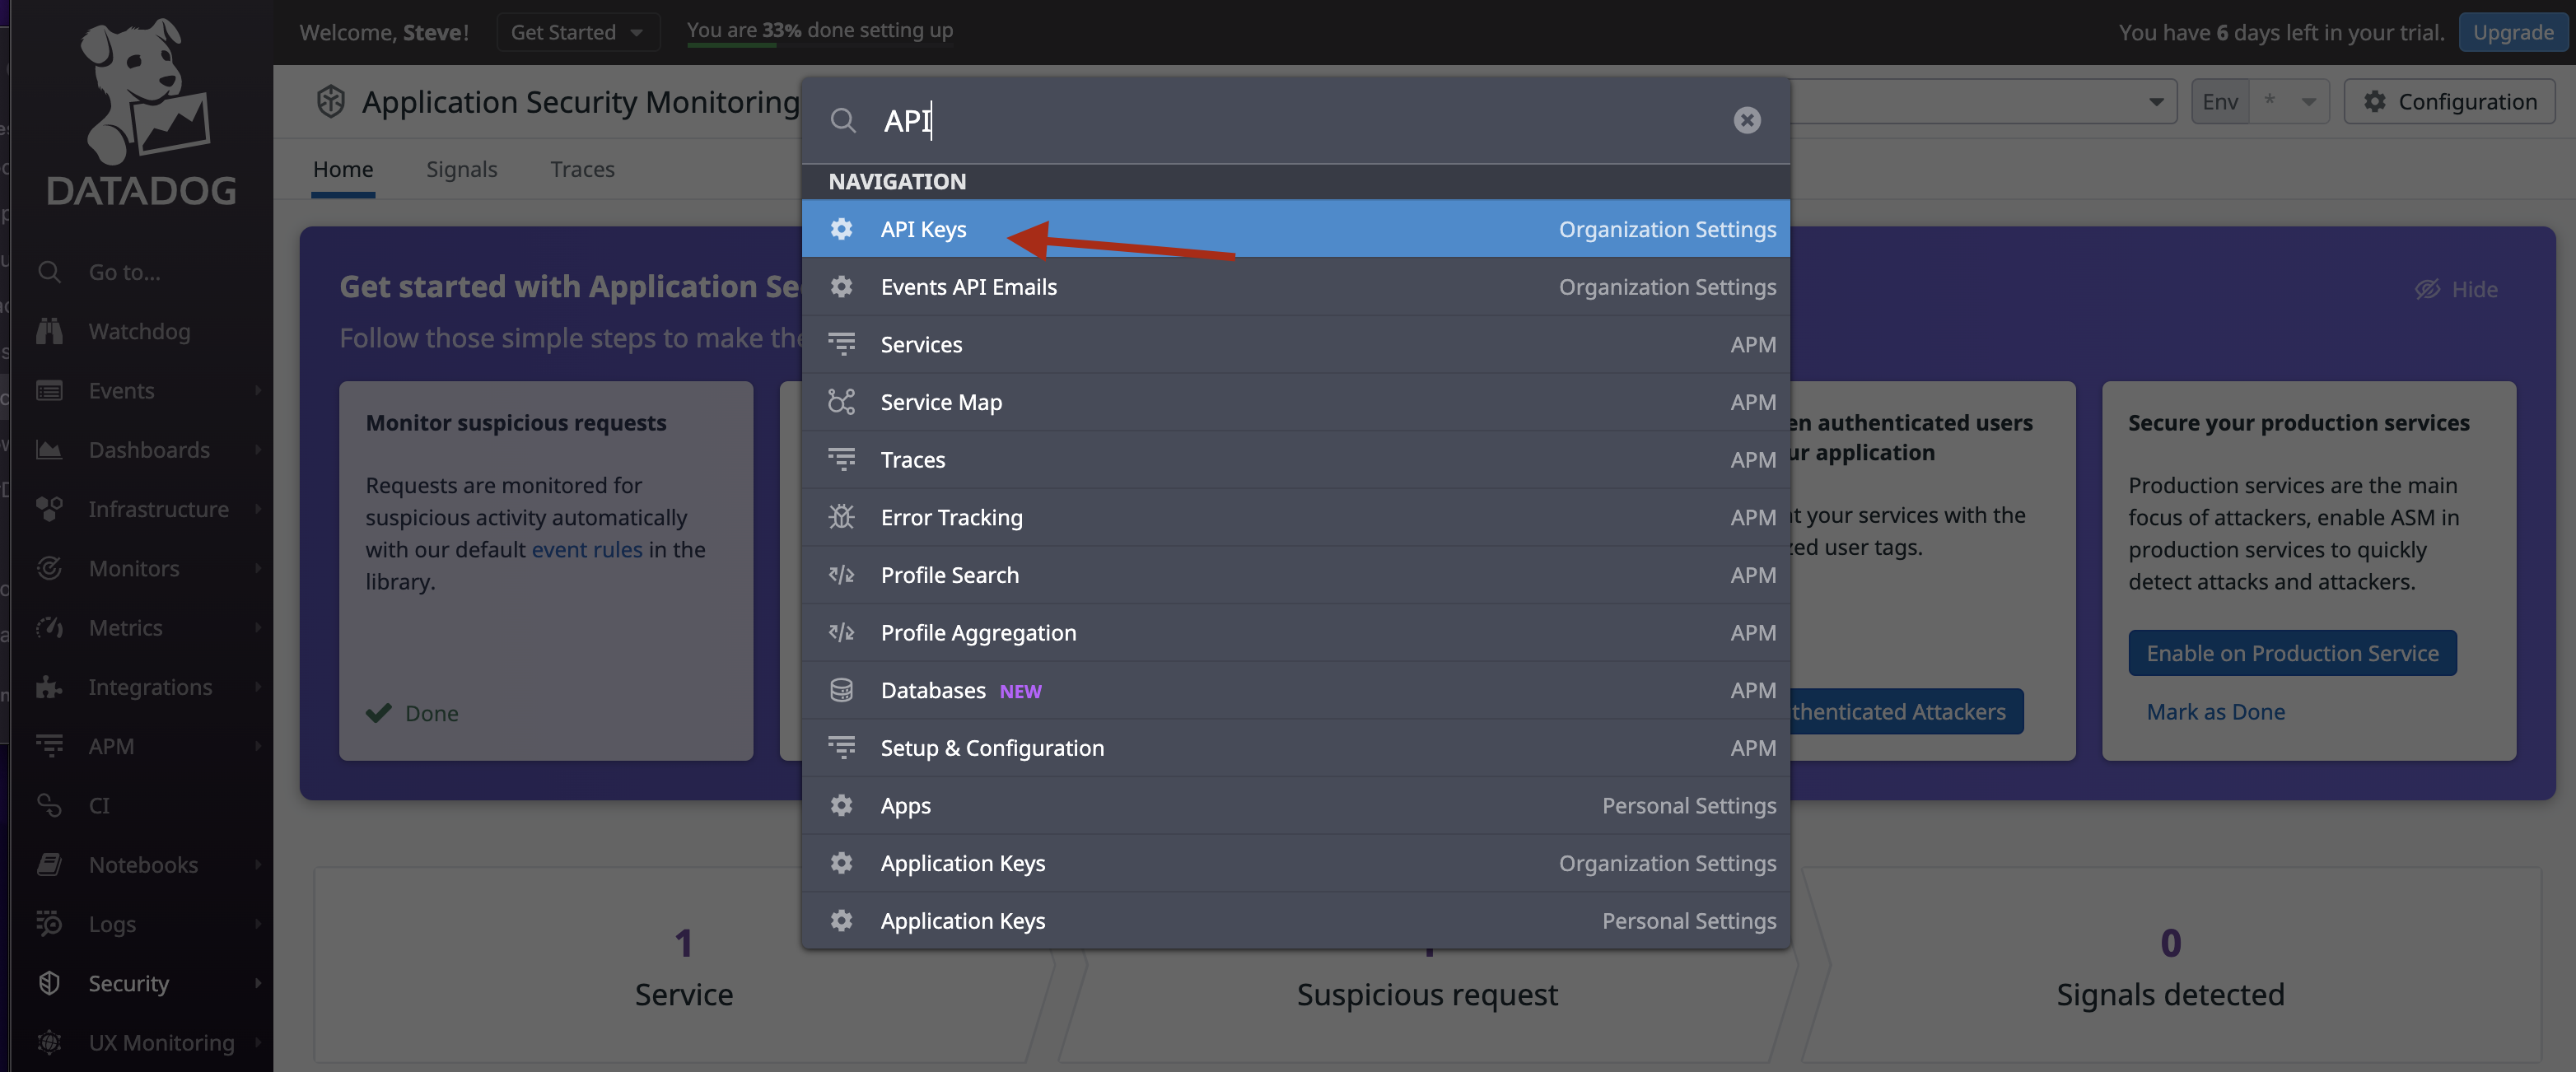 DATADOG
Go to...
Watchdog
Events
Dashboards
Infrastructure
Monitors
Metrics
Integrations
APM
CI
Notebooks
Logs
Security
UX Monitoring
Welcome, Steve!
Get Started
You are 33% done setting up
You have 6 days left in your trial.
Upgrade
Application Security Monitoring
Env
*
Configuration
Home
Signals
Traces
API
NAVIGATION
API Keys Organization Settings
Events API Emails Organization Settings
Services APM
Service Map APM
Traces APM
Error Tracking APM
Profile Search APM
Profile Aggregation APM
Databases NEW APM
Setup & Configuration APM
Apps Personal Settings
Application Keys Organization Settings
Application Keys Personal Settings
Get started with Application
Follow those simple steps to make
Hide
Monitor suspicious requests
Requests are monitored for
suspicious activity automatically
with our default event rules in the
library.
Done
authenticated users
application
your services with the
user tags.
Attackers
Secure your production services
Production services are the main
focus of attackers, enable ASM in
production services to quickly
detect attacks and attackers.
Enable on Production Service
Mark as Done
1
Service
Suspicious request
0
Signals detected